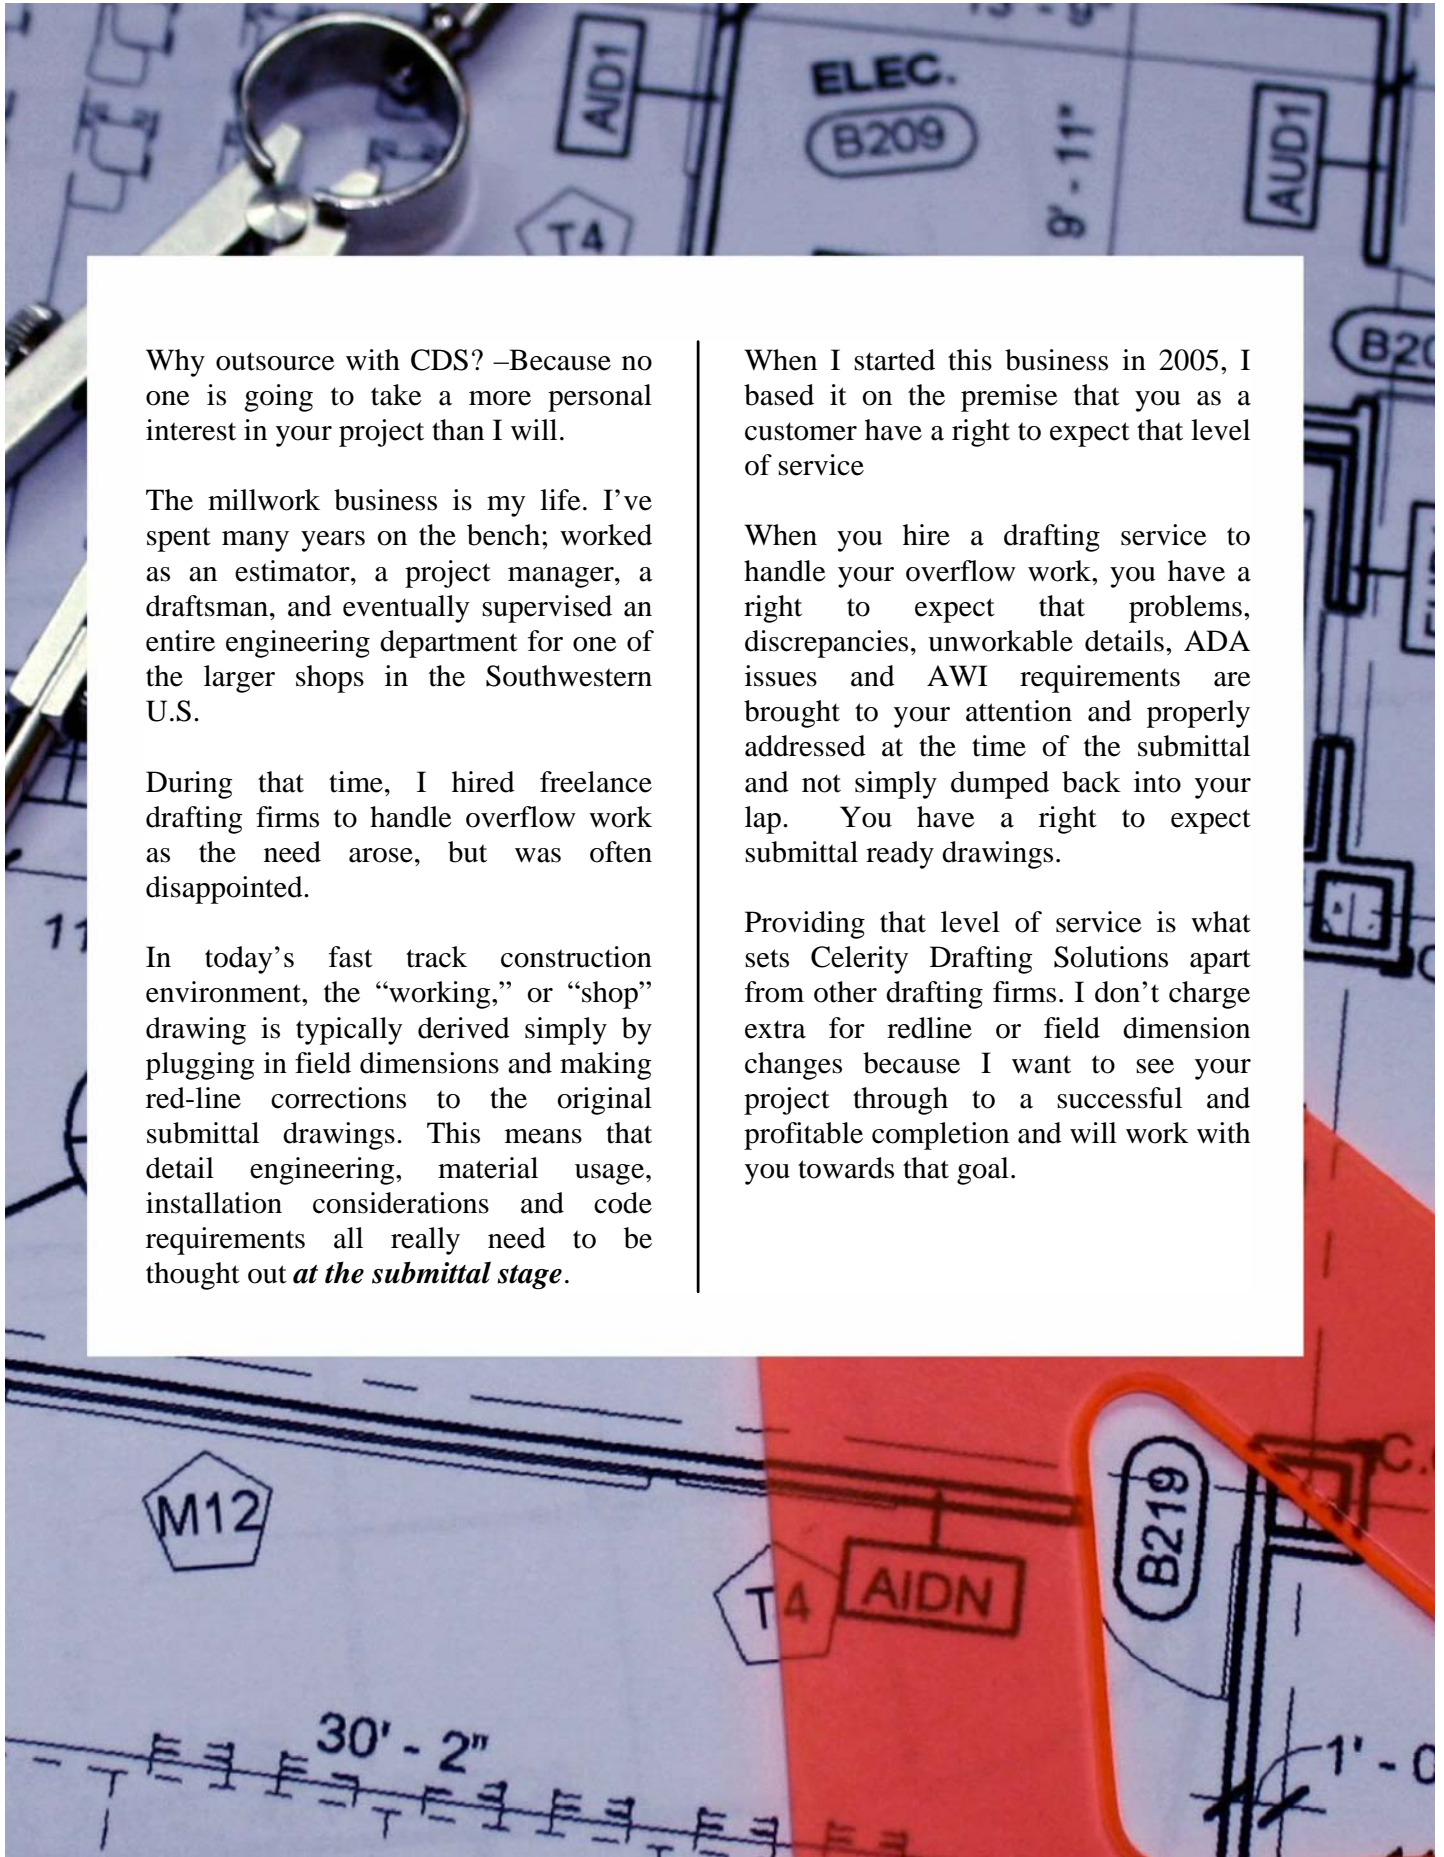 13' - 9"
AID1
ELEC.
B209
9' - 11"
AUD1
T4
Why outsource with CDS? –Because no
one is going to take a more personal
interest in your project than I will.
The millwork business is my life. I’ve
spent many years on the bench; worked
as an estimator, a project manager, a
draftsman, and eventually supervised an
entire engineering department for one of
the larger shops in the Southwestern
U.S.
During that time, I hired freelance
drafting firms to handle overflow work
as the need arose, but was often
disappointed.
In today’s fast track construction
environment, the “working,” or “shop”
drawing is typically derived simply by
plugging in field dimensions and making
red-line corrections to the original
submittal drawings. This means that
detail engineering, material usage,
installation considerations and code
requirements all really need to be
thought out at the submittal stage.
When I started this business in 2005, I
based it on the premise that you as a
customer have a right to expect that level
of service
When you hire a drafting service to
handle your overflow work, you have a
right to expect that problems,
discrepancies, unworkable details, ADA
issues and AWI requirements are
brought to your attention and properly
addressed at the time of the submittal
and not simply dumped back into your
lap. You have a right to expect
submittal ready drawings.
Providing that level of service is what
sets Celerity Drafting Solutions apart
from other drafting firms. I don’t charge
extra for redline or field dimension
changes because I want to see your
project through to a successful and
profitable completion and will work with
you towards that goal.
B20
11
M12
T4
AIDN
B219
C.
30' - 2"
1' - 0